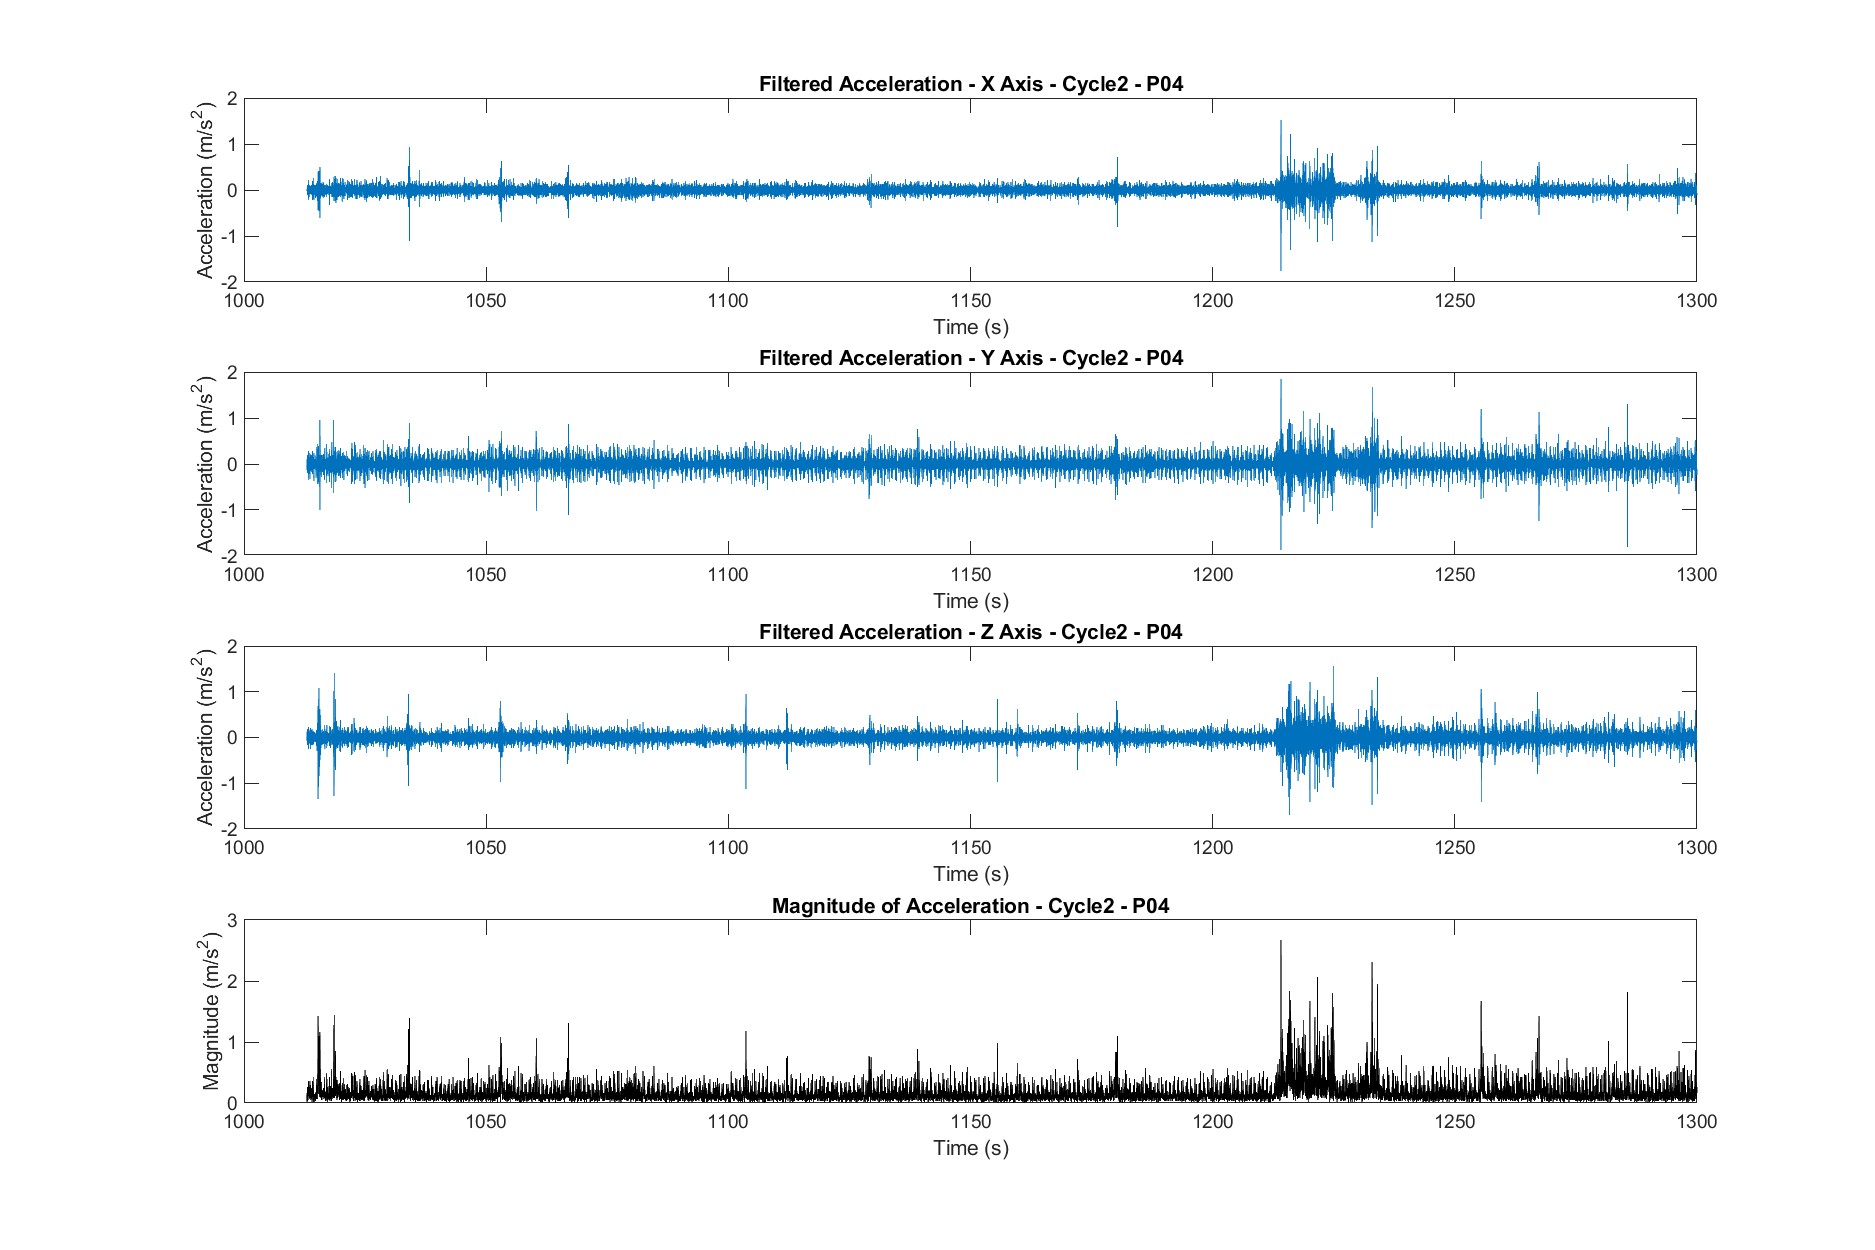 Filtered Acceleration - X Axis - Cycle2 - P04
Acceleration (m/s²)
2
1
0
-1
-2
1000 1050 1100 1150 1200 1250 1300
Time (s)
Filtered Acceleration - Y Axis - Cycle2 - P04
Acceleration (m/s²)
2
1
0
-1
-2
1000 1050 1100 1150 1200 1250 1300
Time (s)
Filtered Acceleration - Z Axis - Cycle2 - P04
Acceleration (m/s²)
2
1
0
-1
-2
1000 1050 1100 1150 1200 1250 1300
Time (s)
Magnitude of Acceleration - Cycle2 - P04
Magnitude (m/s²)
3
2
1
0
1000 1050 1100 1150 1200 1250 1300
Time (s)